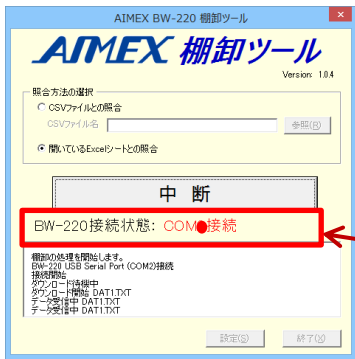 AIMEX BW-220 棚卸ツール
AIMEX 棚卸ツール
Version: 1.0.4
照合方法の選択
CSVファイルとの照合
CSVファイル名
参照(R)
開いているExcelシートとの照合
中 断
BW-220接続状態: COM 接続
棚卸の処理を開始します。
BW-220 USB Serial Port (COM2)接続
接続開始
ダウンロード待機中
ダウンロード開始 DAT1.TXT
データ受信中 DAT1.TXT
データ受信中 DAT1.TXT
設定(S)
終了(X)